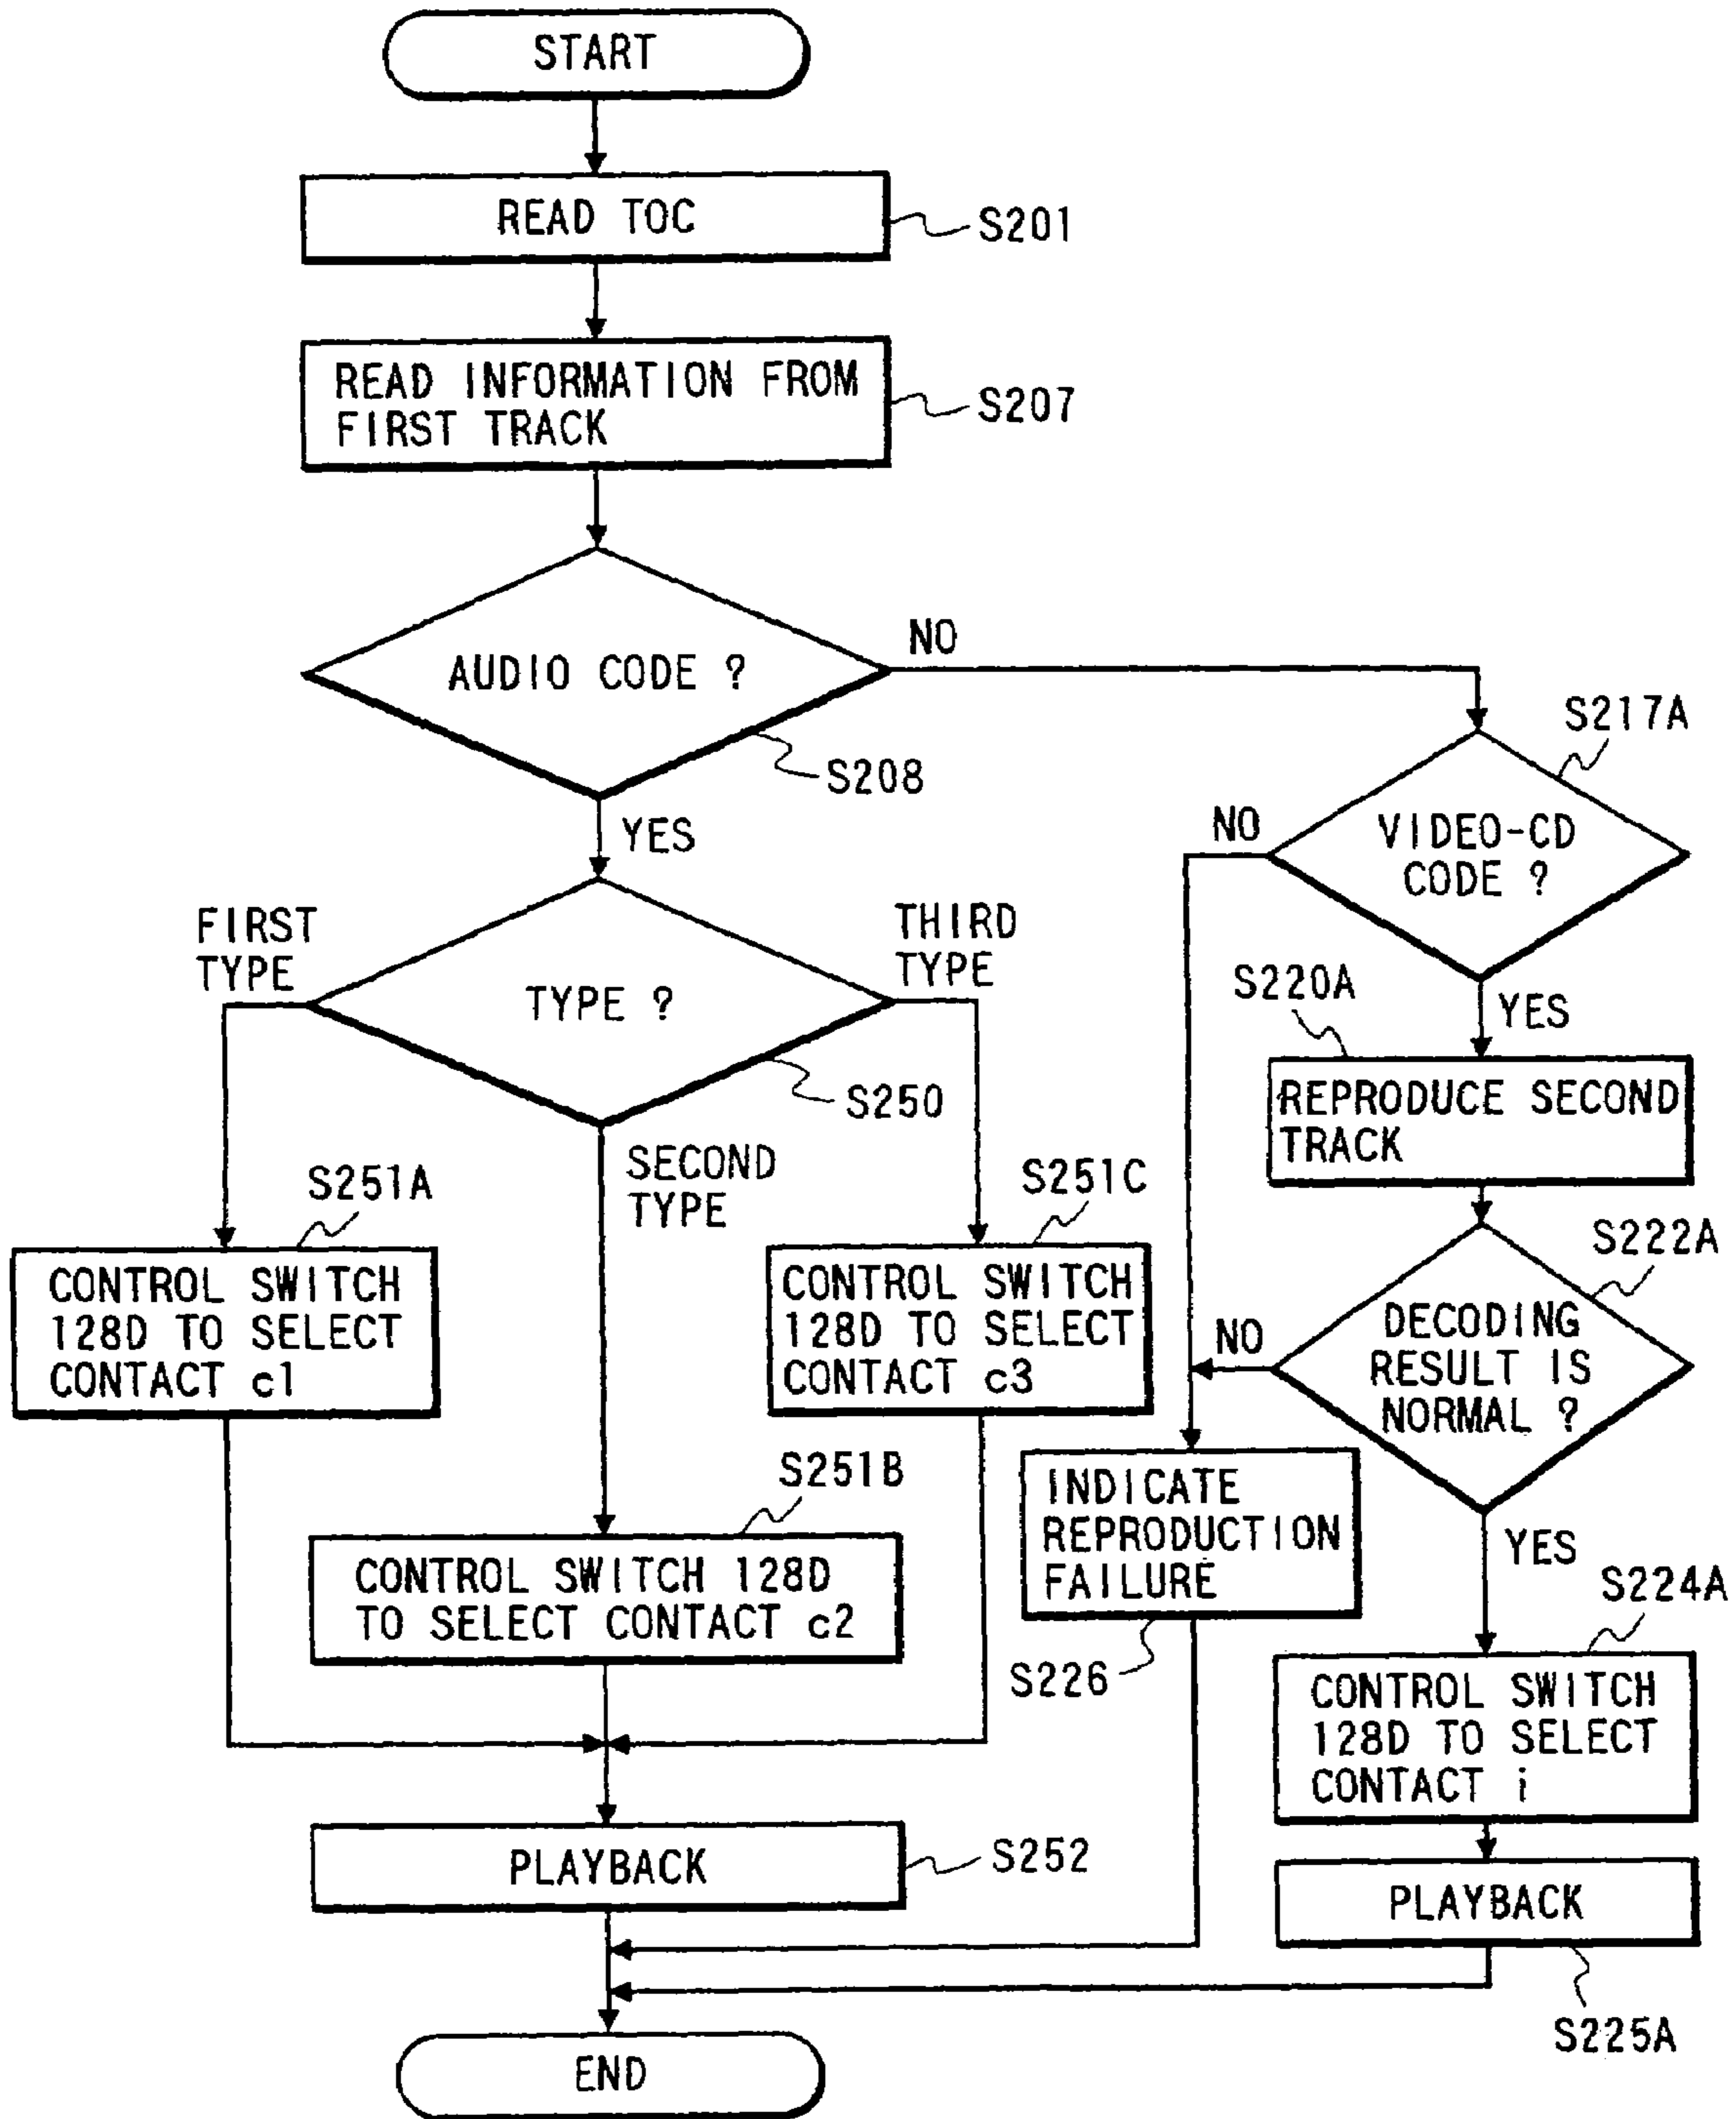 START
READ TOC
S201
READ INFORMATION FROM
FIRST TRACK
S207
AUDIO CODE ?
NO
S208
YES
S217A
VIDEO-CD
CODE ?
NO
YES
FIRST
TYPE
THIRD
TYPE
TYPE ?
S250
SECOND
TYPE
S220A
REPRODUCE SECOND
TRACK
S251A
CONTROL SWITCH
128D TO SELECT
CONTACT c1
S251C
CONTROL SWITCH
128D TO SELECT
CONTACT c3
S222A
DECODING
RESULT IS
NORMAL ?
NO
YES
S251B
CONTROL SWITCH 128D
TO SELECT CONTACT c2
INDICATE
REPRODUCTION
FAILURE
S226
S224A
CONTROL SWITCH
128D TO SELECT
CONTACT i
PLAYBACK
S252
PLAYBACK
S225A
END